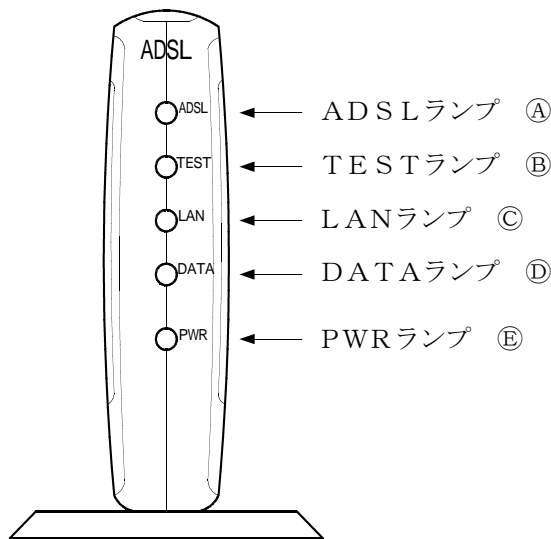 ADSL
ADSL ADSLランプ Ⓐ
TEST TESTランプ Ⓑ
LAN LANランプ Ⓒ
DATA DATAランプ Ⓓ
PWR PWRランプ Ⓔ